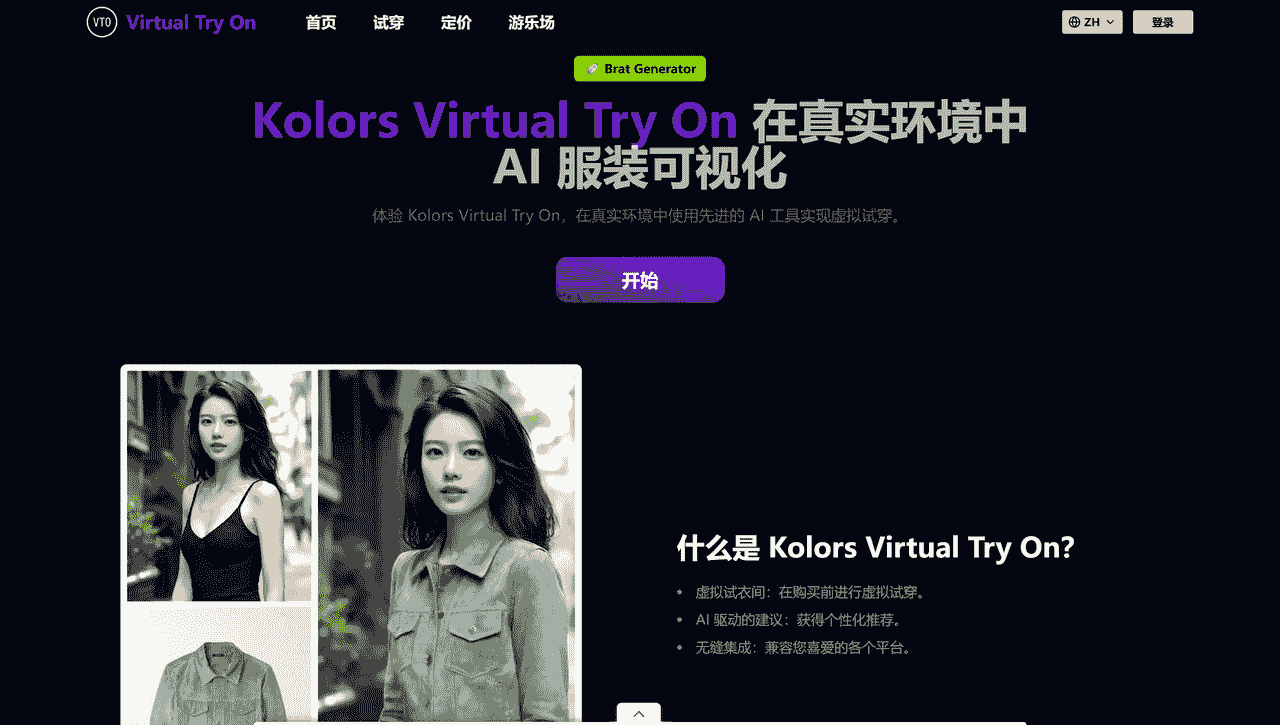 VTO Virtual Try On 首页 试穿 定价 游乐场 ZH 登录
Brat Generator
Kolors Virtual Try On 在真实环境中
AI 服装可视化
体验 Kolors Virtual Try On，在真实环境中使用先进的 AI 工具实现虚拟试穿。
开始
什么是 Kolors Virtual Try On？
• 虚拟试衣间：在购买前进行虚拟试穿。
• AI 驱动的建议：获得个性化推荐。
• 无缝集成：兼容您喜爱的各个平台。